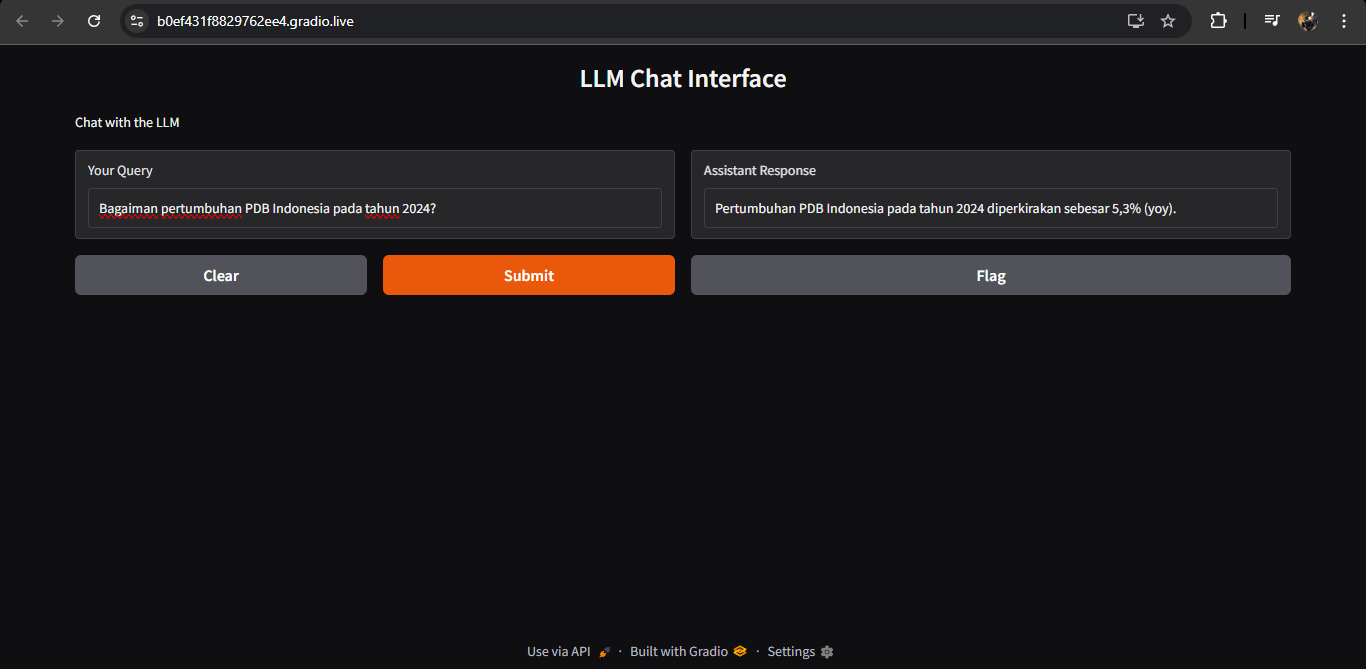 b0ef431f8829762ee4.gradio.live
LLM Chat Interface
Chat with the LLM
Your Query
Bagaiman pertumbuhan PDB Indonesia pada tahun 2024?
Assistant Response
Pertumbuhan PDB Indonesia pada tahun 2024 diperkirakan sebesar 5,3% (yoy).
Clear
Submit
Flag
Use via API · Built with Gradio · Settings